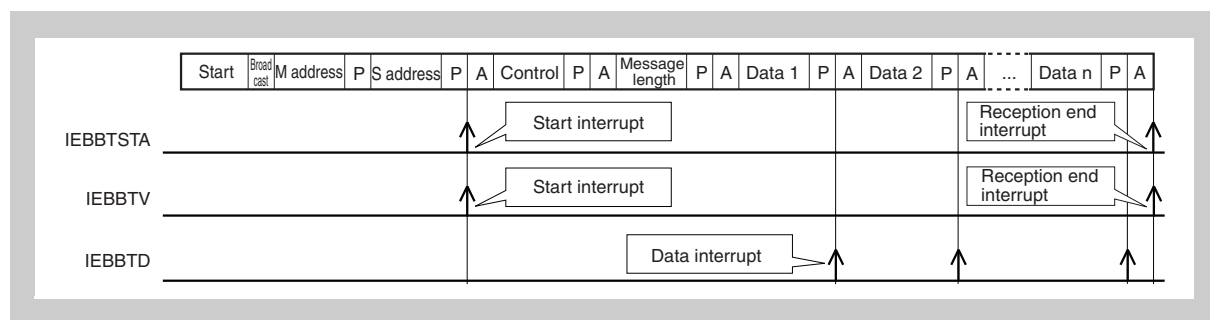 Start Broad cast M address P S address P A Control P A Message length P A Data 1 P A Data 2 P A ... Data n P A
IEBBTSTA Start interrupt Reception end interrupt
IEBBTV Start interrupt Reception end interrupt
IEBBTD Data interrupt